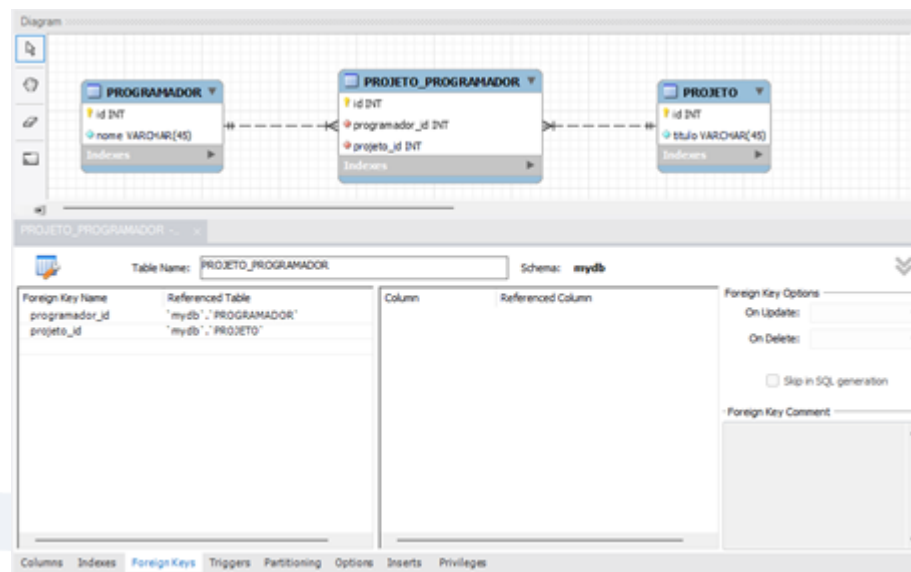 Diagram
PROGRAMADOR
id INT
nome VARCHAR(45)
Indexes
PROJETO_PROGRAMADOR
id INT
programador_id INT
projeto_id INT
Indexes
PROJETO
id INT
titulo VARCHAR(45)
Indexes
PROJETO_PROGRAMADOR -... ×
Table Name: PROJETO_PROGRAMADOR Schema: mydb
Foreign Key Name Referenced Table
programador_id `mydb`.`PROGRAMADOR`
projeto_id `mydb`.`PROJETO`
Column Referenced Column
Foreign Key Options
On Update:
On Delete:
Skip in SQL generation
Foreign Key Comment
Columns Indexes Foreign Keys Triggers Partitioning Options Inserts Privileges